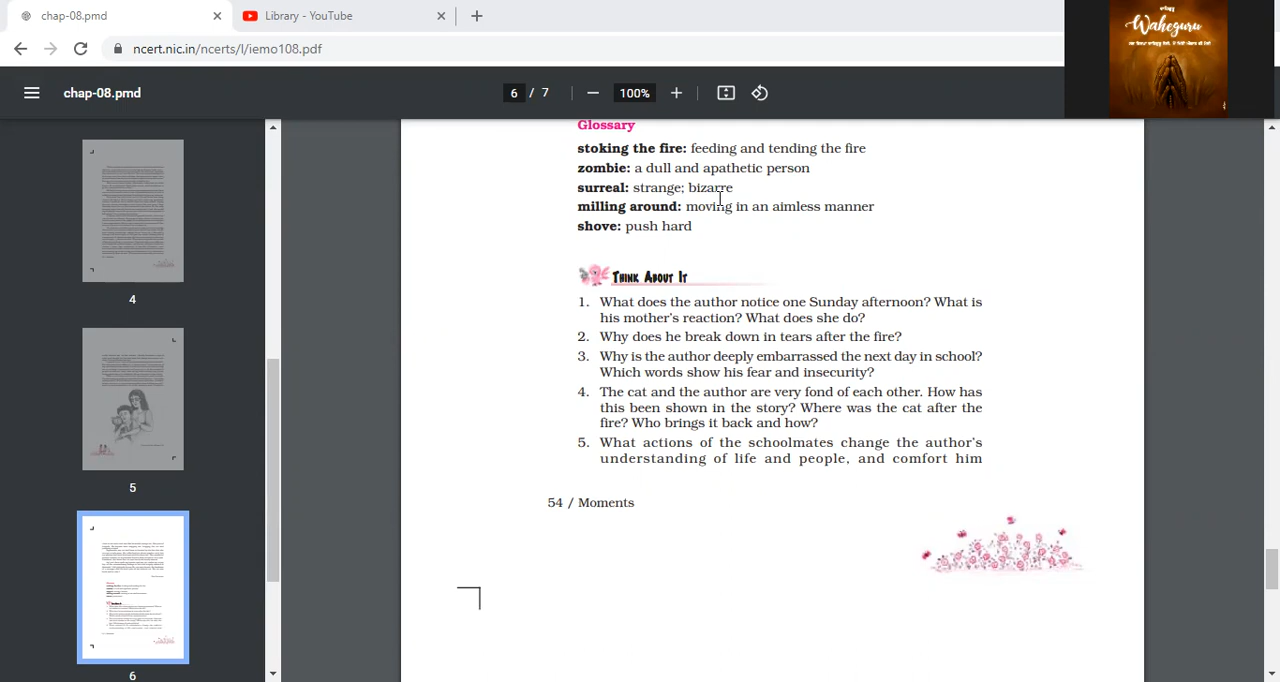 chap-08.pmd
Library - YouTube
ncert.nic.in/ncerts/l/iemo108.pdf
Waheguru
chap-08.pmd
6 / 7
100%
4
5
6
Glossary
stoking the fire: feeding and tending the fire
zombie: a dull and apathetic person
surreal: strange; bizarre
milling around: moving in an aimless manner
shove: push hard
THINK ABOUT IT
1. What does the author notice one Sunday afternoon? What is
his mother's reaction? What does she do?
2. Why does he break down in tears after the fire?
3. Why is the author deeply embarrassed the next day in school?
Which words show his fear and insecurity?
4. The cat and the author are very fond of each other. How has
this been shown in the story? Where was the cat after the
fire? Who brings it back and how?
5. What actions of the schoolmates change the author's
understanding of life and people, and comfort him
54 / Moments